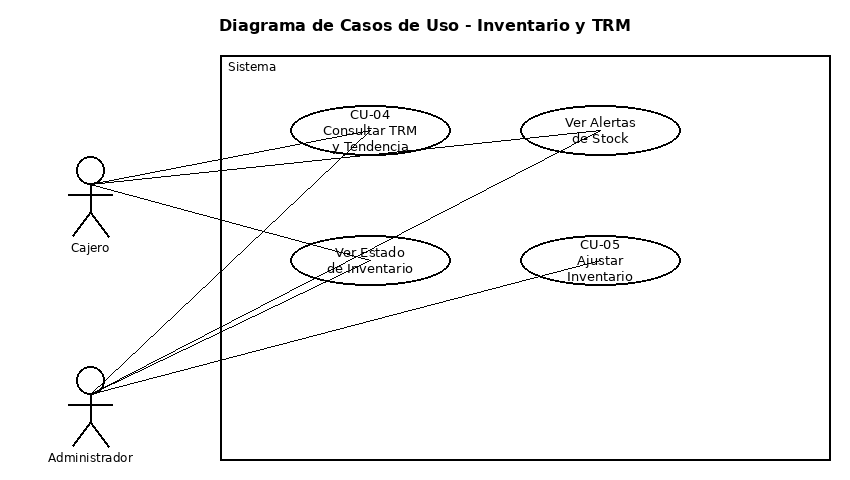 Diagrama de Casos de Uso - Inventario y TRM
Sistema
CU-04
Consultar TRM
y Tendencia
Ver Alertas
de Stock
Cajero
Ver Estado
de Inventario
CU-05
Ajustar
Inventario
Administrador